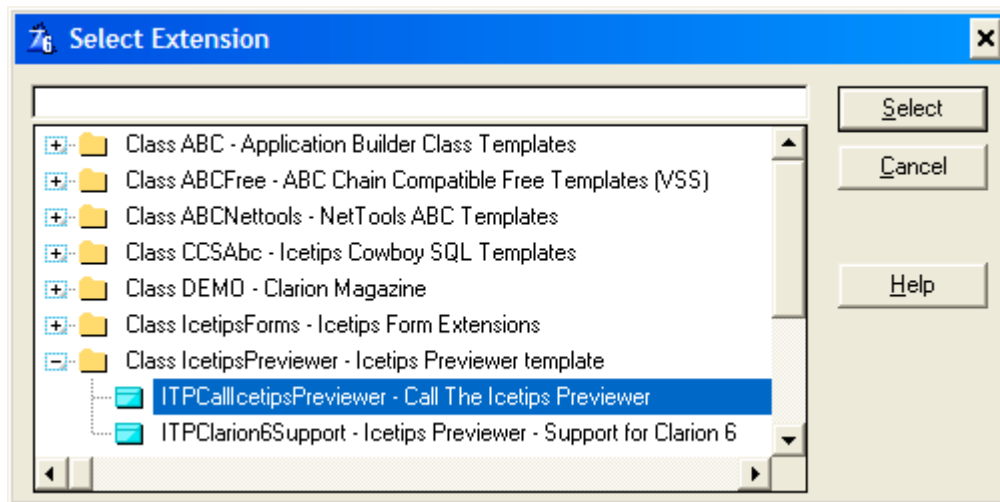 Select Extension
Select
Class ABC - Application Builder Class Templates
Cancel
Class ABCFree - ABC Chain Compatible Free Templates (VSS)
Class ABCNettools - NetTools ABC Templates
Class CCSAbc - Icetips Cowboy SQL Templates
Class DEMO - Clarion Magazine
Help
Class IcetipsForms - Icetips Form Extensions
Class IcetipsPreviewer - Icetips Previewer template
ITPCallIcetipsPreviewer - Call The Icetips Previewer
ITPClarion6Support - Icetips Previewer - Support for Clarion 6